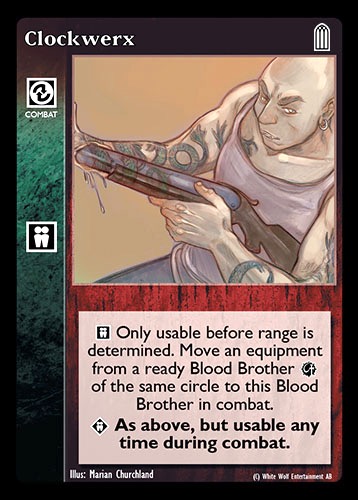 Clockwerx
COMBAT
Only usable before range is
determined. Move an equipment
from a ready Blood Brother
of the same circle to this Blood
Brother in combat.
As above, but usable any
time during combat.
Illus: Marian Churchland
(C) White Wolf Entertainment AB